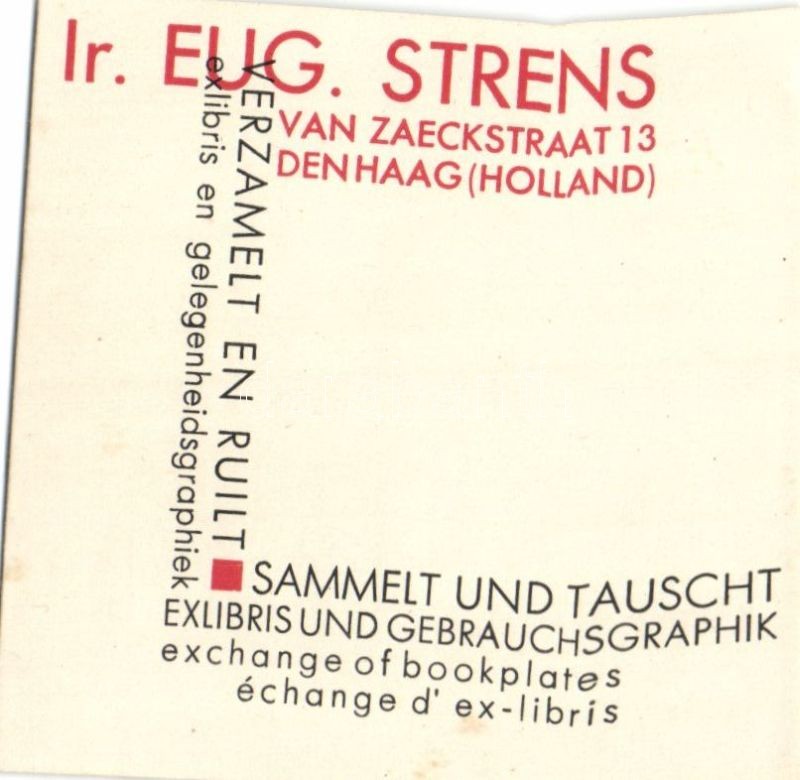 Ir. EUG. STRENS
VAN ZAECKSTRAAT 13
DEN HAAG (HOLLAND)
VERZAMELT EN RUILT
exlibris en gelegenheidsgraphiek
SAMMELT UND TAUSCHT
EXLIBRIS UND GEBRAUCHSGRAPHIK
exchange of bookplates
échange d' ex-libris